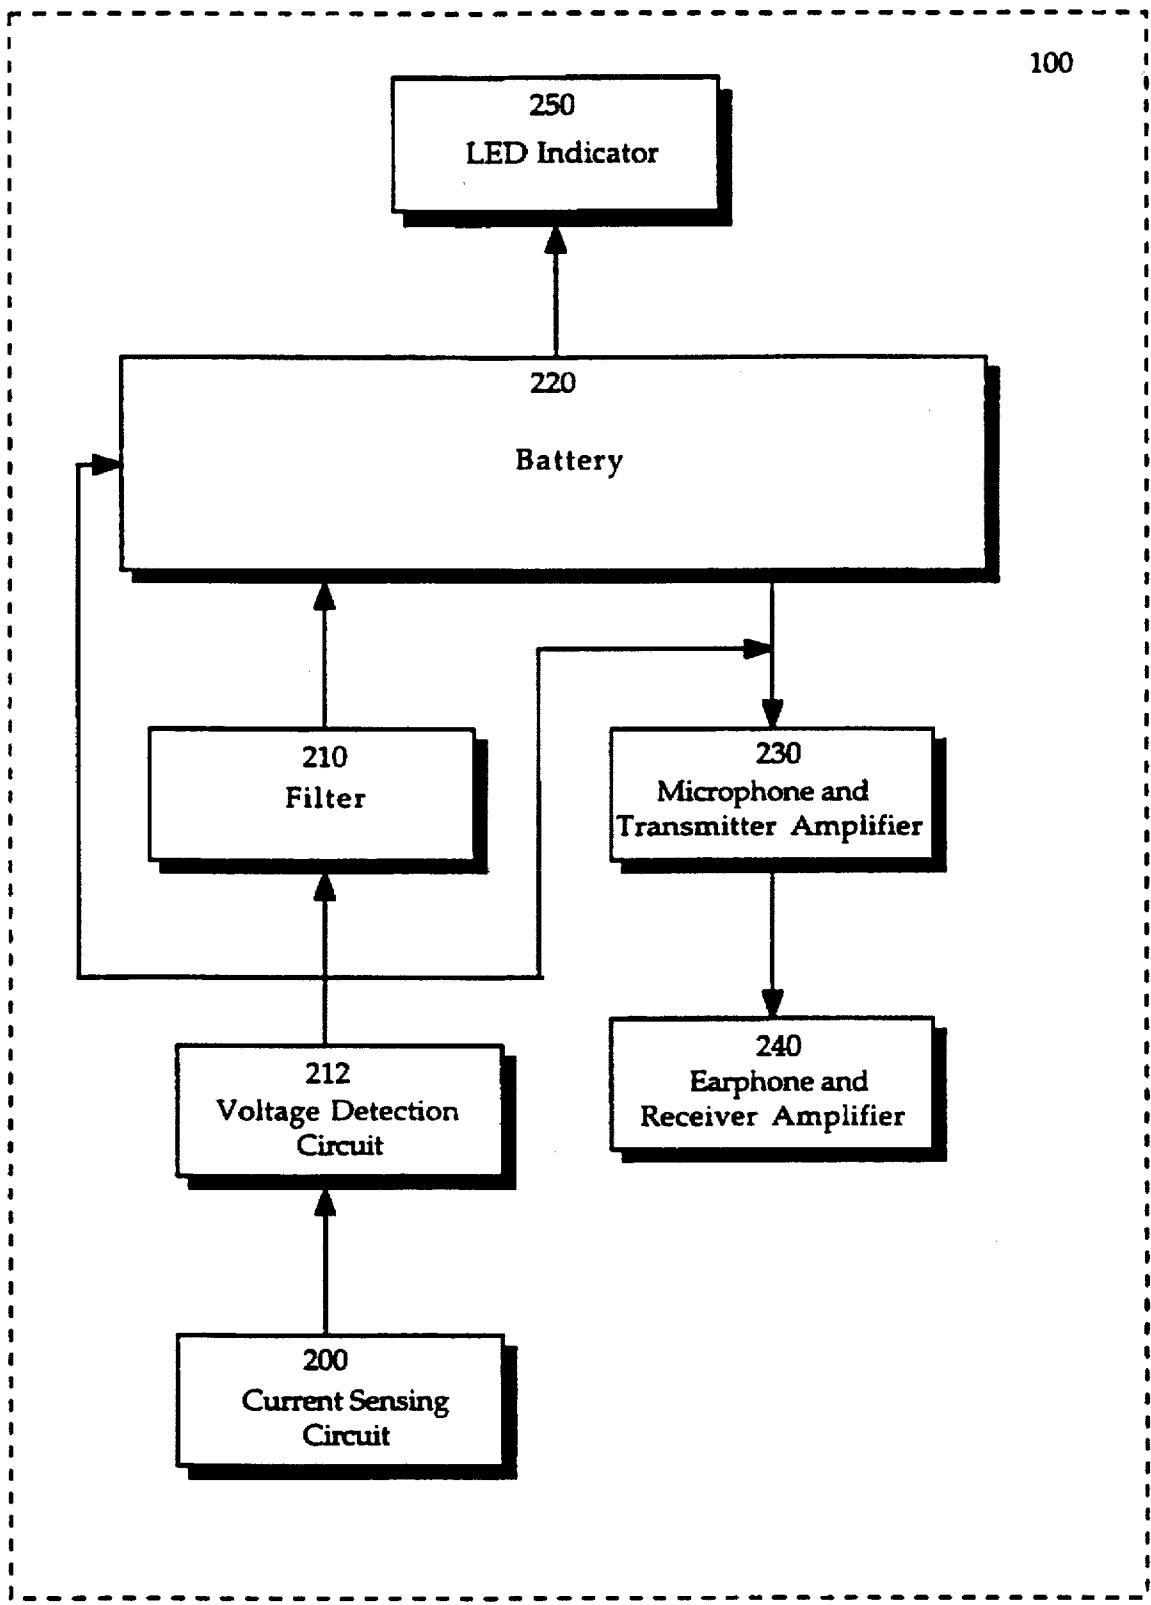 100
250
LED Indicator
220
Battery
210
Filter
230
Microphone and
Transmitter Amplifier
212
Voltage Detection
Circuit
240
Earphone and
Receiver Amplifier
200
Current Sensing
Circuit